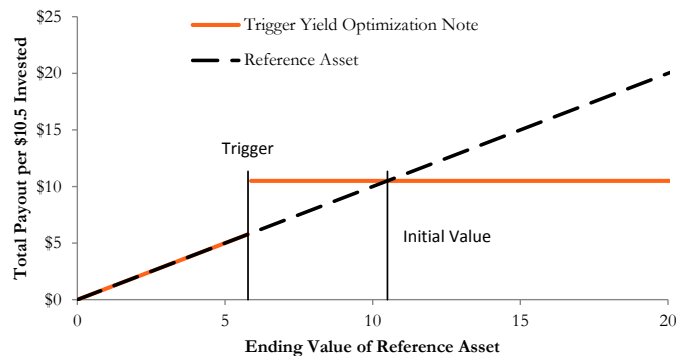 $25
Trigger Yield Optimization Note
Reference Asset
$20
$15
Trigger
$10
Initial Value
$5
$0
0
5
10
15
20
Total Payout per $10.5 Invested
Ending Value of Reference Asset